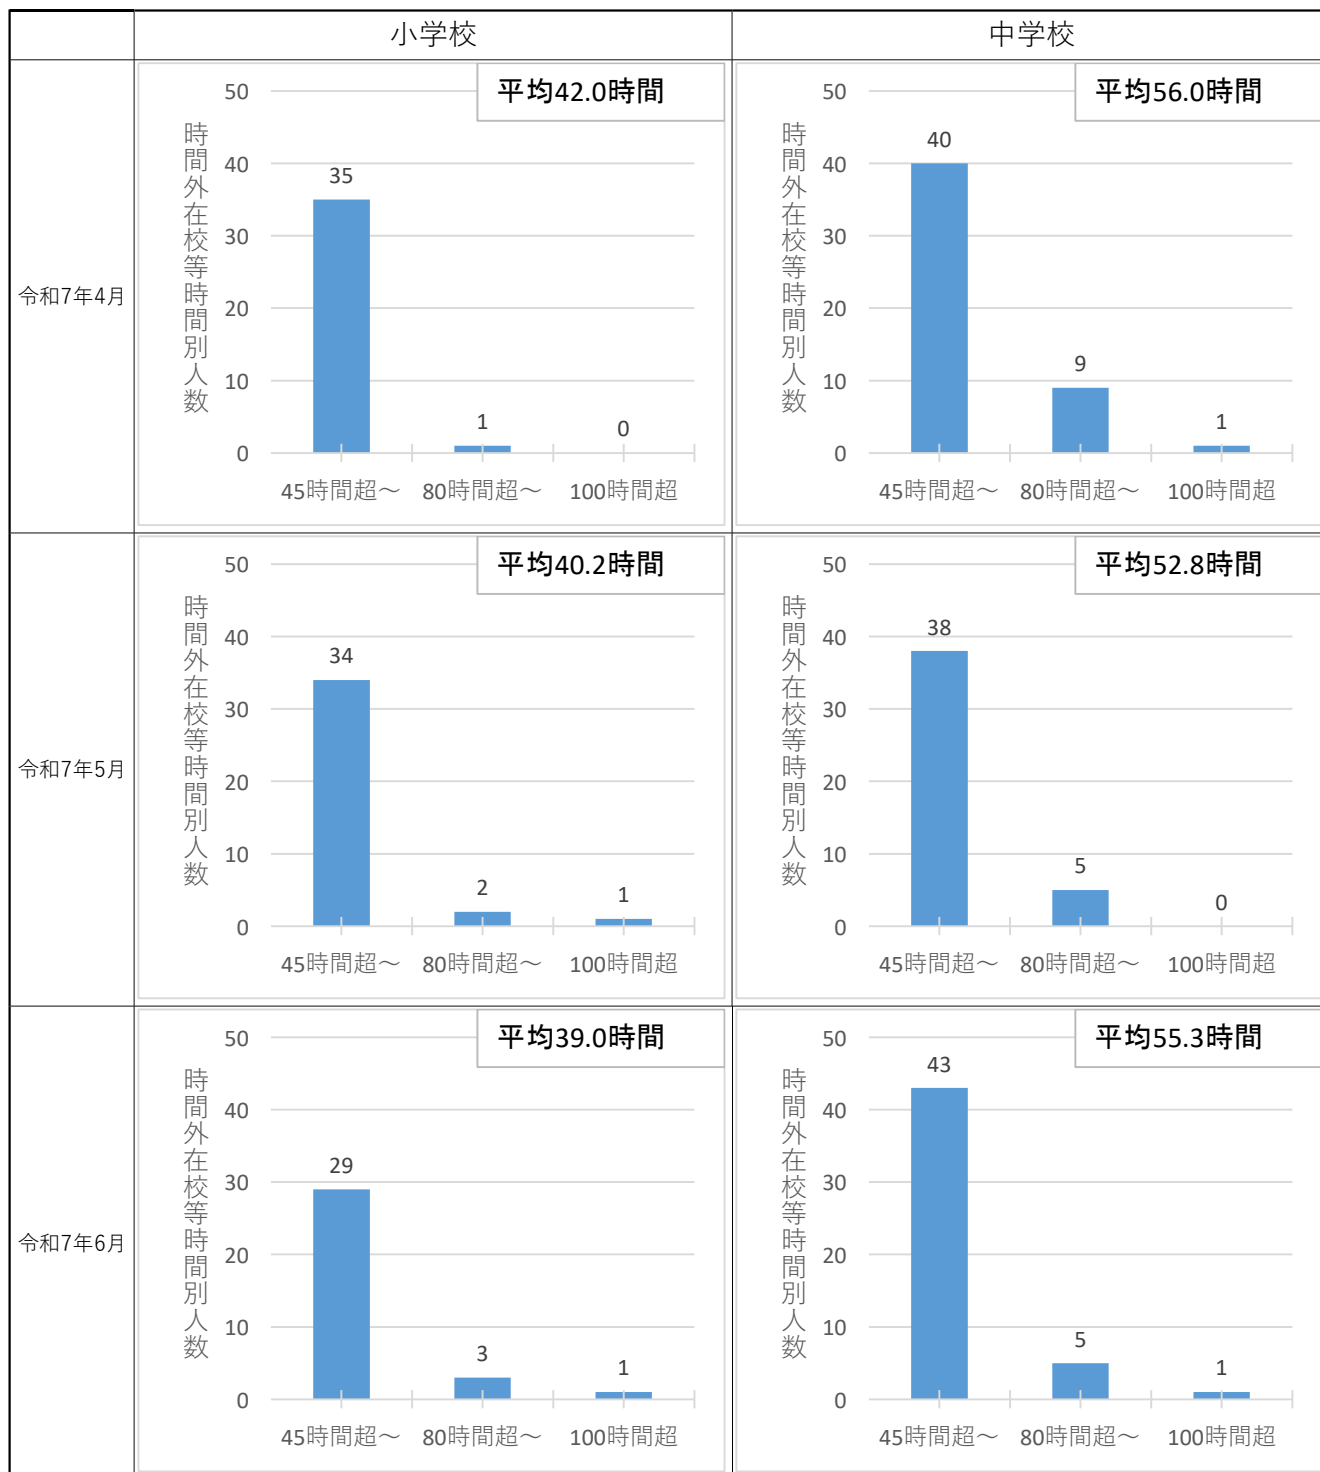 小学校
中学校
令和7年4月
平均42.0時間
時間外在校等時間別人数
50
40
30
20
10
0
35
1
0
45時間超～
80時間超～
100時間超
平均56.0時間
時間外在校等時間別人数
50
40
30
20
10
0
40
9
1
45時間超～
80時間超～
100時間超
令和7年5月
平均40.2時間
時間外在校等時間別人数
50
40
30
20
10
0
34
2
1
45時間超～
80時間超～
100時間超
平均52.8時間
時間外在校等時間別人数
50
40
30
20
10
0
38
5
0
45時間超～
80時間超～
100時間超
令和7年6月
平均39.0時間
時間外在校等時間別人数
50
40
30
20
10
0
29
3
1
45時間超～
80時間超～
100時間超
平均55.3時間
時間外在校等時間別人数
50
40
30
20
10
0
43
5
1
45時間超～
80時間超～
100時間超